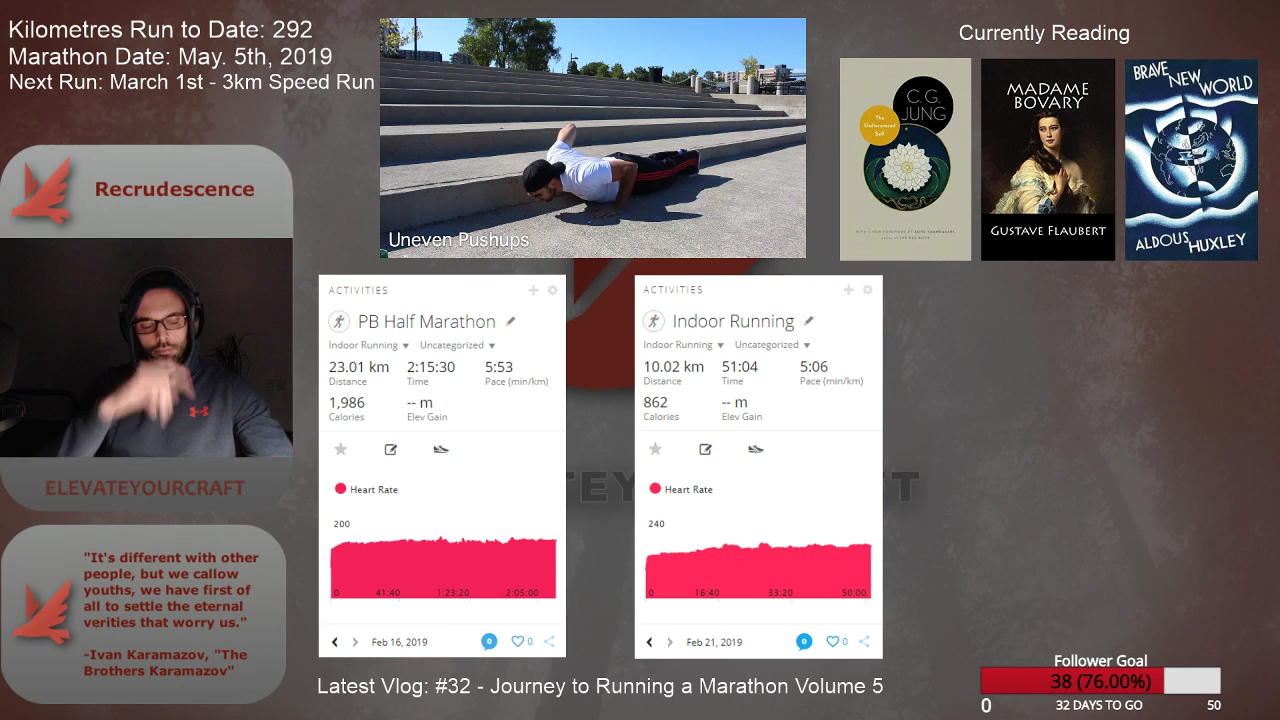 Kilometres Run to Date: 292
Marathon Date: May. 5th, 2019
Next Run: March 1st - 3km Speed Run
Recrudescence
ELEVATEYOURCRAFT
"It's different with other
people, but we callow
youths, we have first of
all to settle the eternal
verities that worry us."
-Ivan Karamazov, "The
Brothers Karamazov"
Uneven Pushups
Currently Reading
C.G.
JUNG
The
Undiscovered
Self
MADAME
BOVARY
GUSTAVE FLAUBERT
BRAVE
NEW
WORLD
ALDOUS
HUXLEY
ACTIVITIES
PB Half Marathon
Indoor Running Uncategorized
23.01 km 2:15:30 5:53
Distance Time Pace (min/km)
1,986 -- m
Calories Elev Gain
Heart Rate
200
0 41:40 1:23:20 2:05:00
Feb 16, 2019 0 0
ACTIVITIES
Indoor Running
Indoor Running Uncategorized
10.02 km 51:04 5:06
Distance Time Pace (min/km)
862 -- m
Calories Elev Gain
Heart Rate
240
0 16:40 33:20 50:00
Feb 21, 2019 0 0
Latest Vlog: #32 - Journey to Running a Marathon Volume 5
Follower Goal
38 (76.00%)
0 32 DAYS TO GO 50